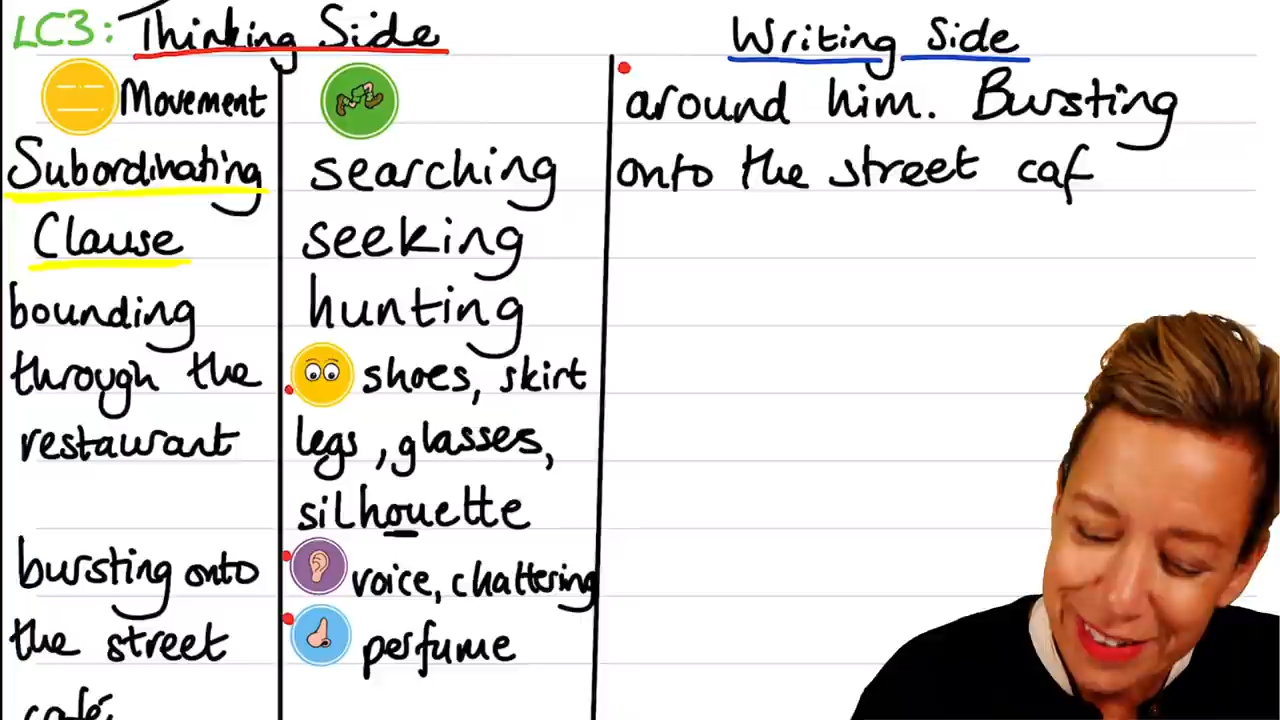 LC3: Thinking Side
Writing Side
Movement
Subordinating
Clause
bounding
through the
restaurant
bursting onto
the street
café
searching
seeking
hunting
shoes, skirt
legs, glasses,
silhouette
voice, chattering
perfume
around him. Bursting
onto the street caf